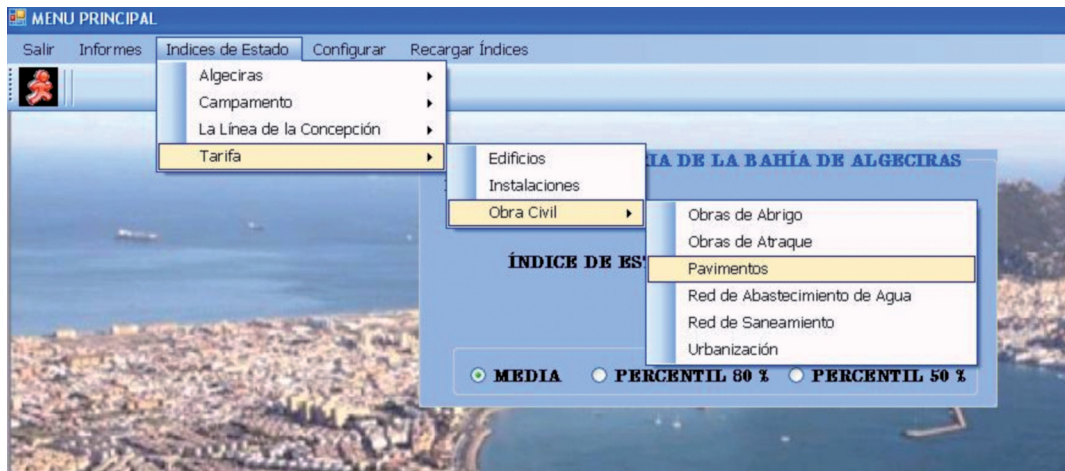 MENU PRINCIPAL
Salir Informes Indices de Estado Configurar Recargar Índices
Algeciras
Campamento
La Línea de la Concepción
Tarifa
Edificios
Instalaciones
Obra Civil
Obras de Abrigo
Obras de Atraque
Pavimentos
Red de Abastecimiento de Agua
Red de Saneamiento
Urbanización
DE LA BAHÍA DE ALGECIRAS
ÍNDICE DE
MEDIA PERCENTIL 80 % PERCENTIL 50 %